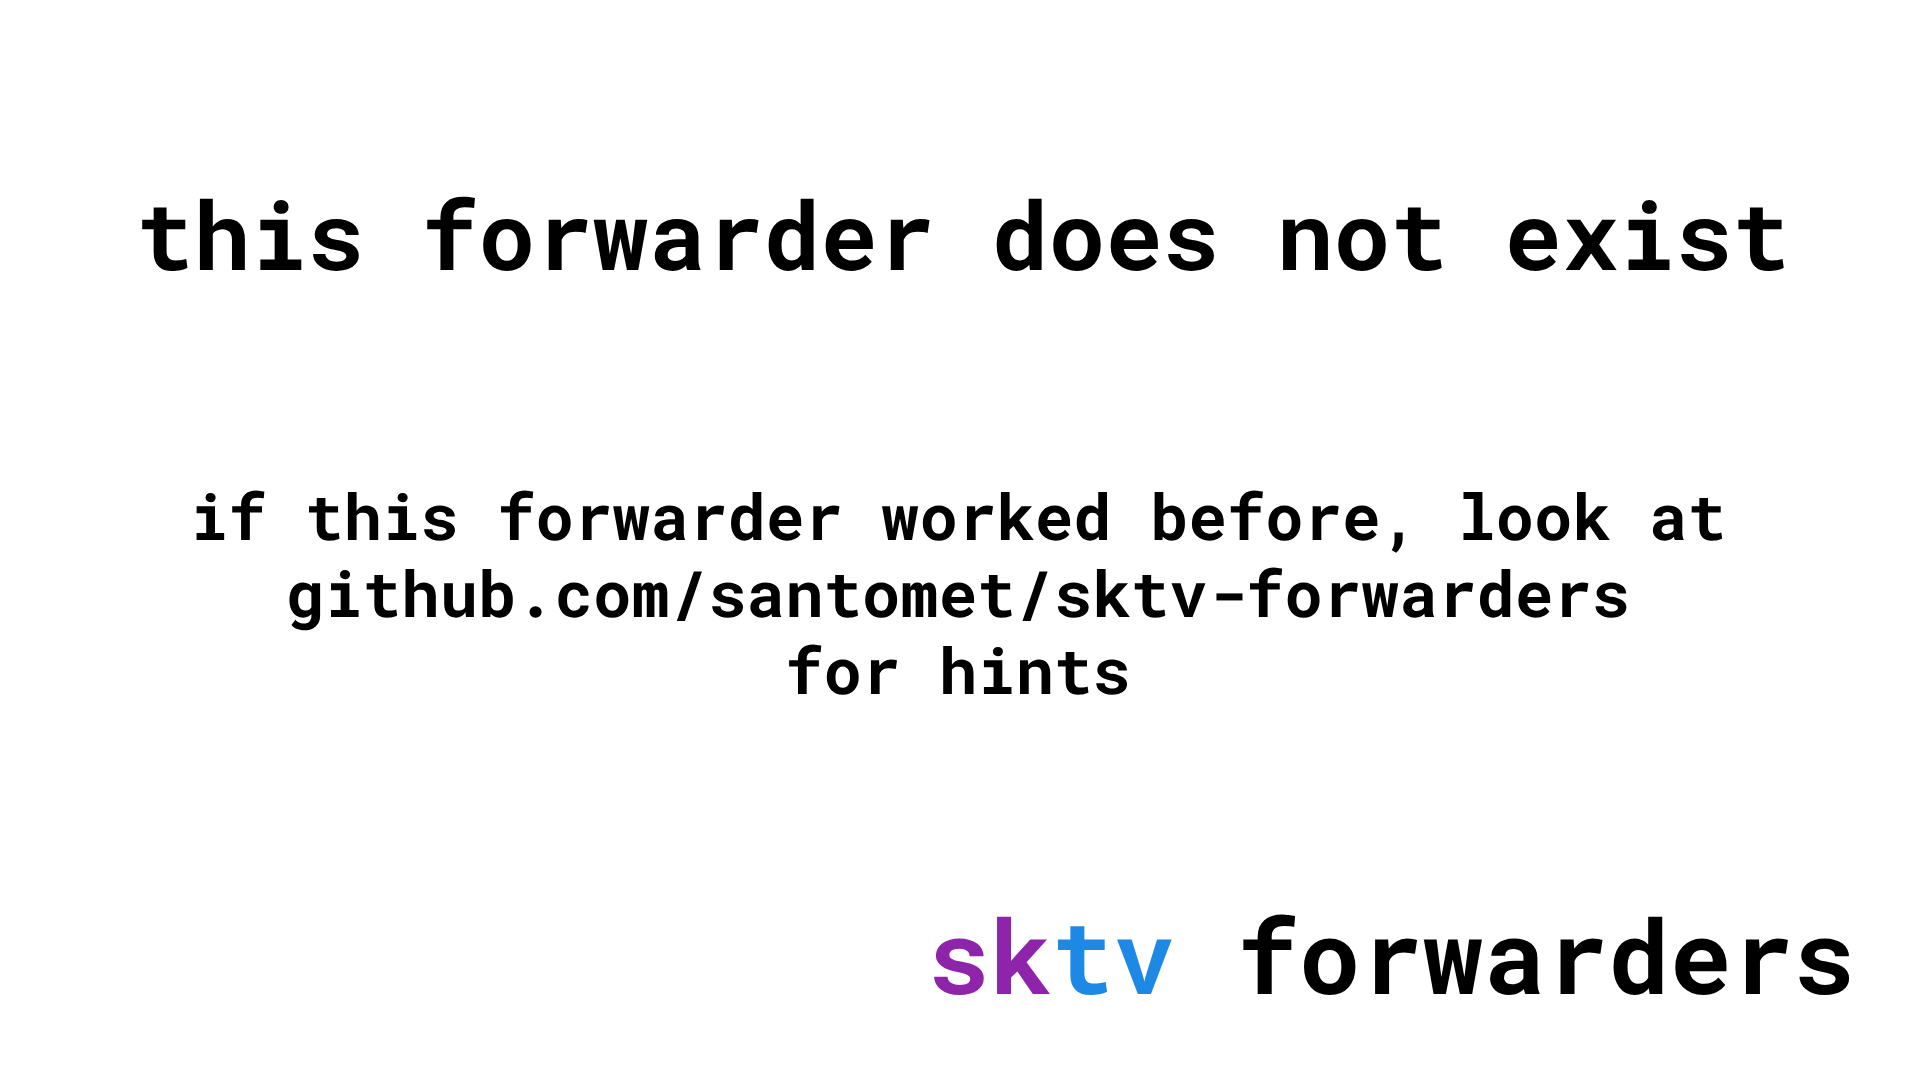 this forwarder does not exist
if this forwarder worked before, look at
github.com/santomet/sktv-forwarders
for hints
sktv forwarders